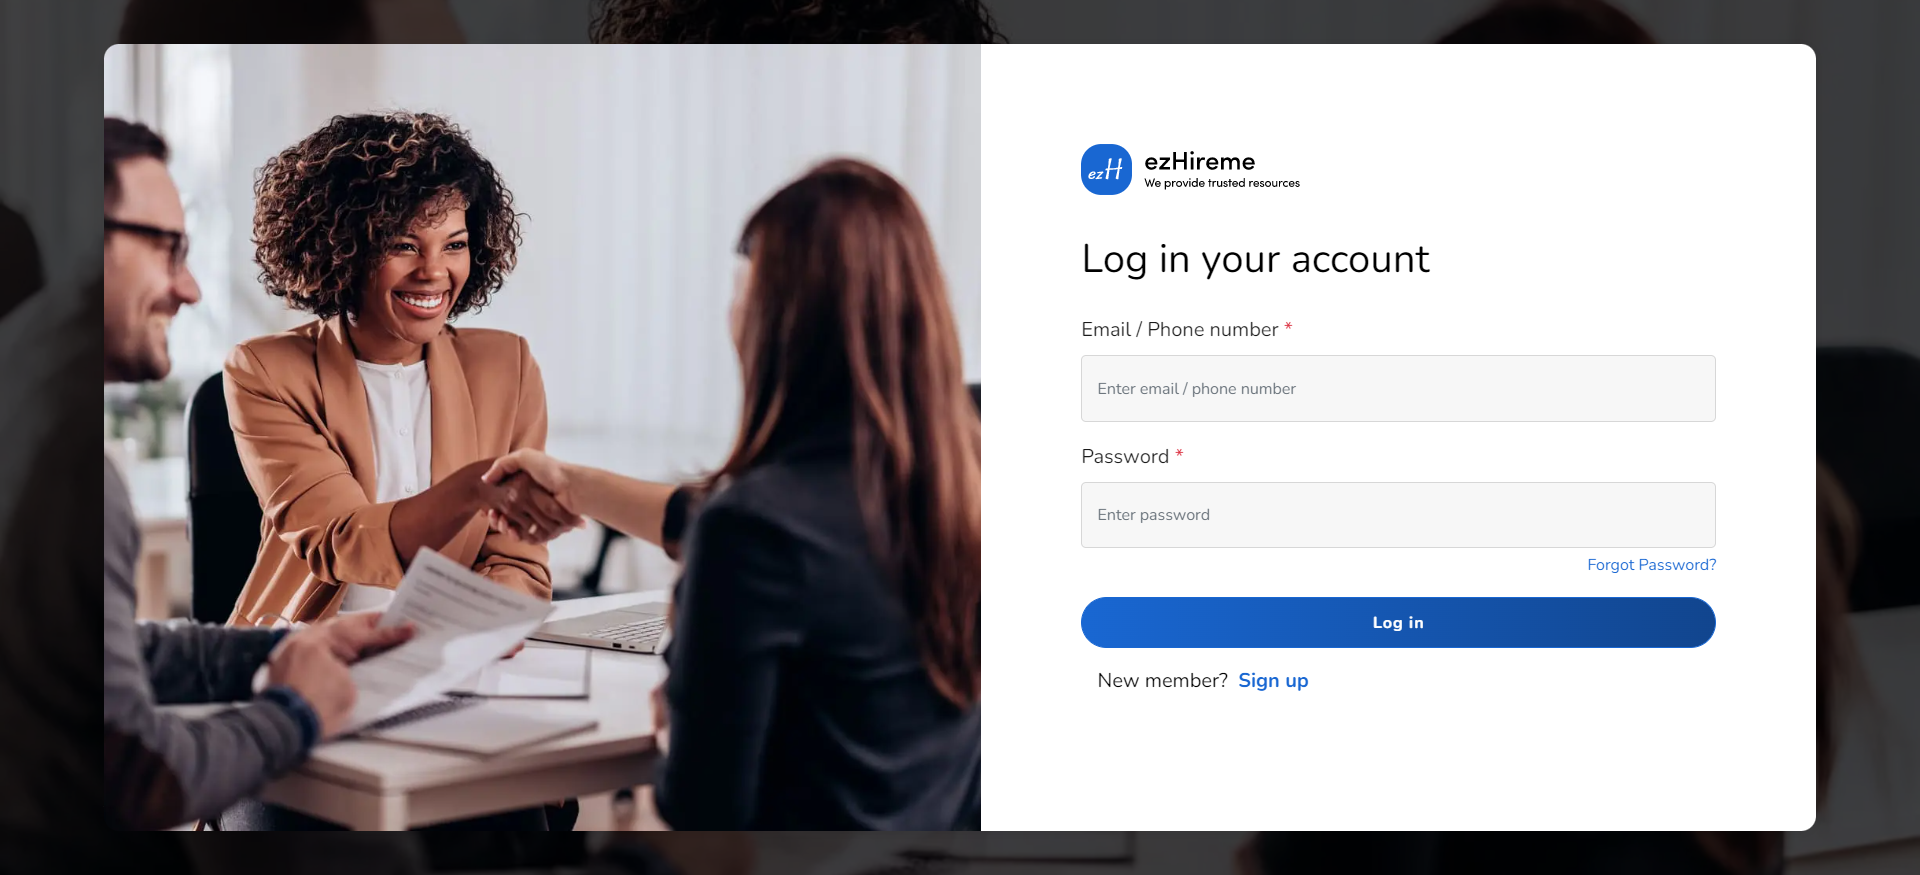 ezH
ezHireme
We provide trusted resources
Log in your account
Email / Phone number *
Enter email / phone number
Password *
Enter password
Forgot Password?
Log in
New member? Sign up